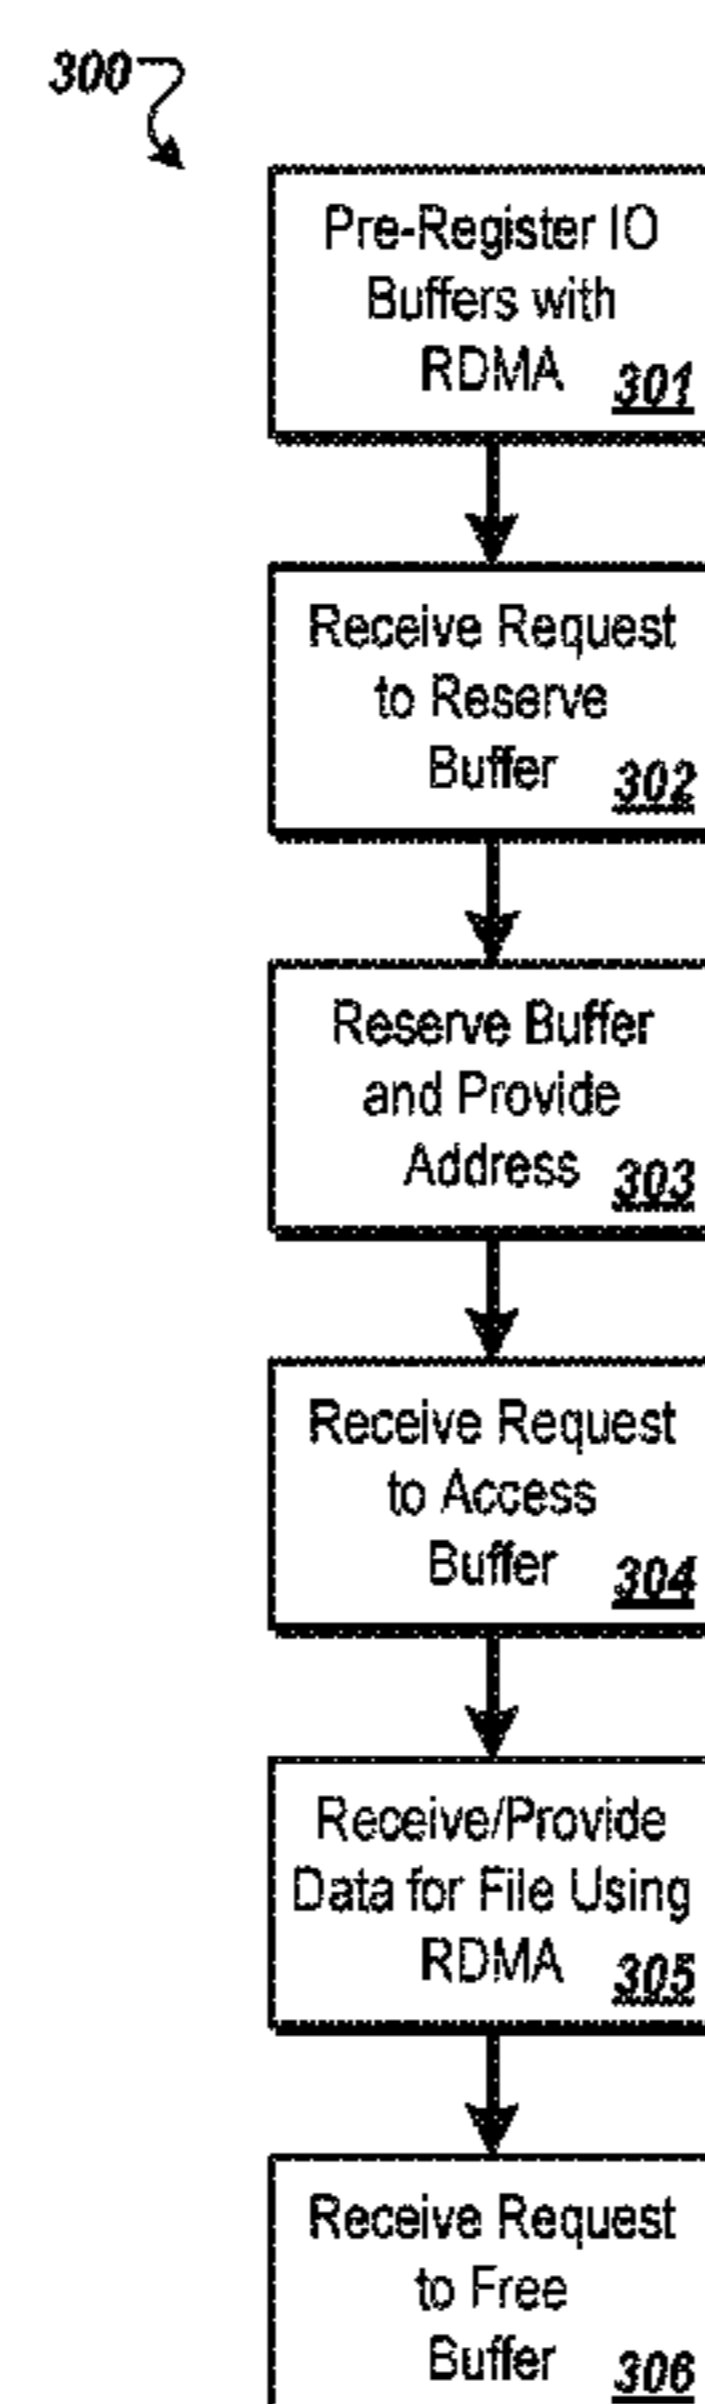 300
Pre-Register IO
Buffers with
RDMA 301
Receive Request
to Reserve
Buffer 302
Reserve Buffer
and Provide
Address 303
Receive Request
to Access
Buffer 304
Receive/Provide
Data for File Using
RDMA 305
Receive Request
to Free
Buffer 306